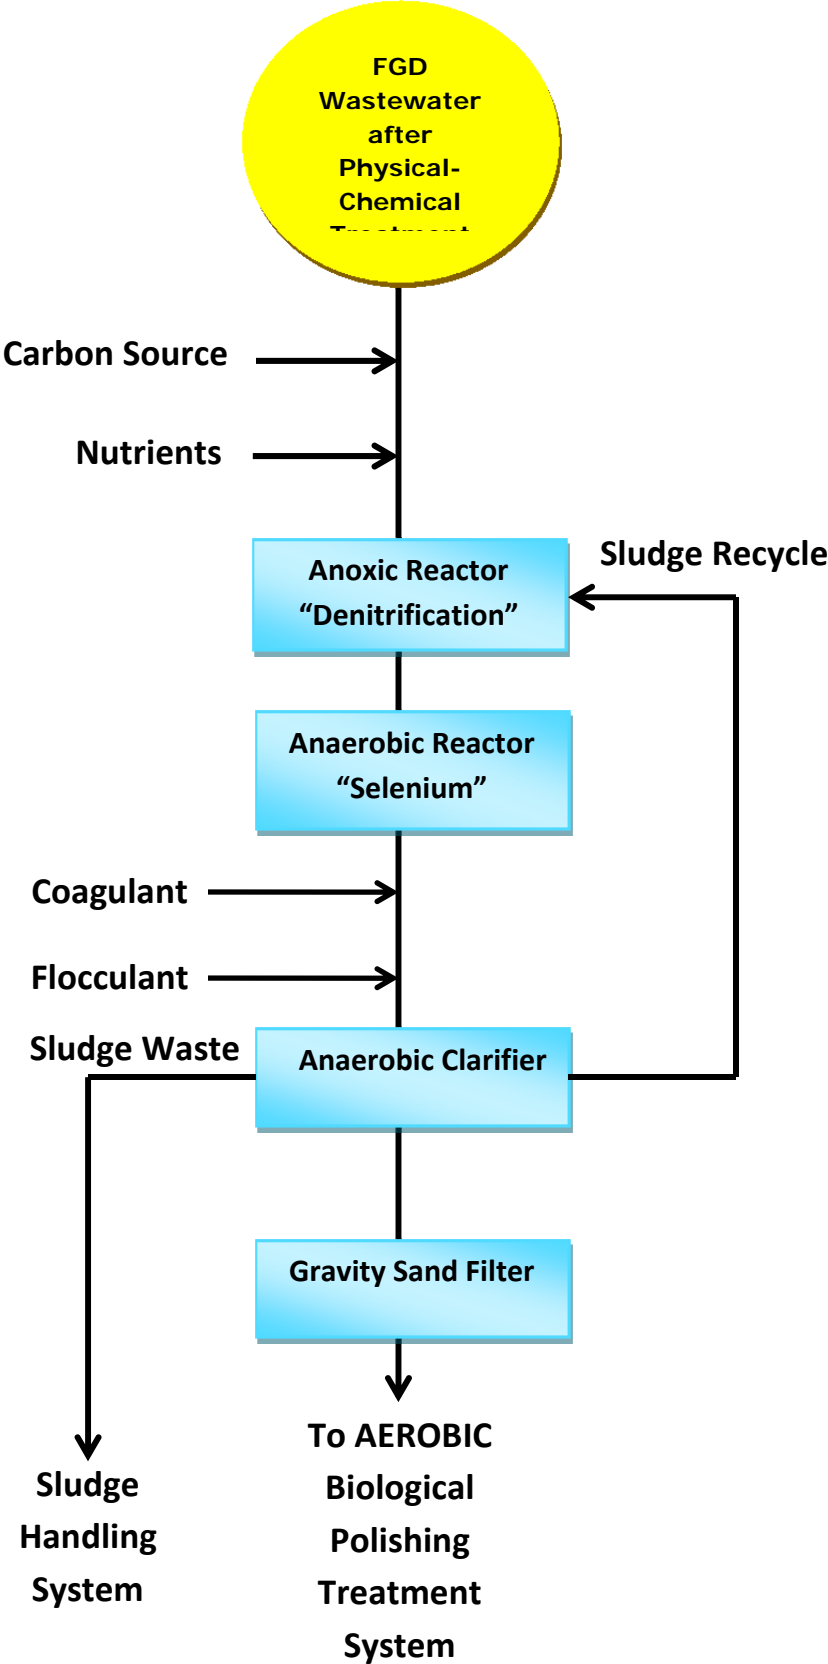 FGD
Wastewater
after
Physical-
Chemical
Treatment
Carbon Source
Nutrients
Anoxic Reactor
“Denitrification”
Sludge Recycle
Anaerobic Reactor
“Selenium”
Coagulant
Flocculant
Sludge Waste
Anaerobic Clarifier
Gravity Sand Filter
To AEROBIC
Biological
Polishing
Treatment
System
Sludge
Handling
System